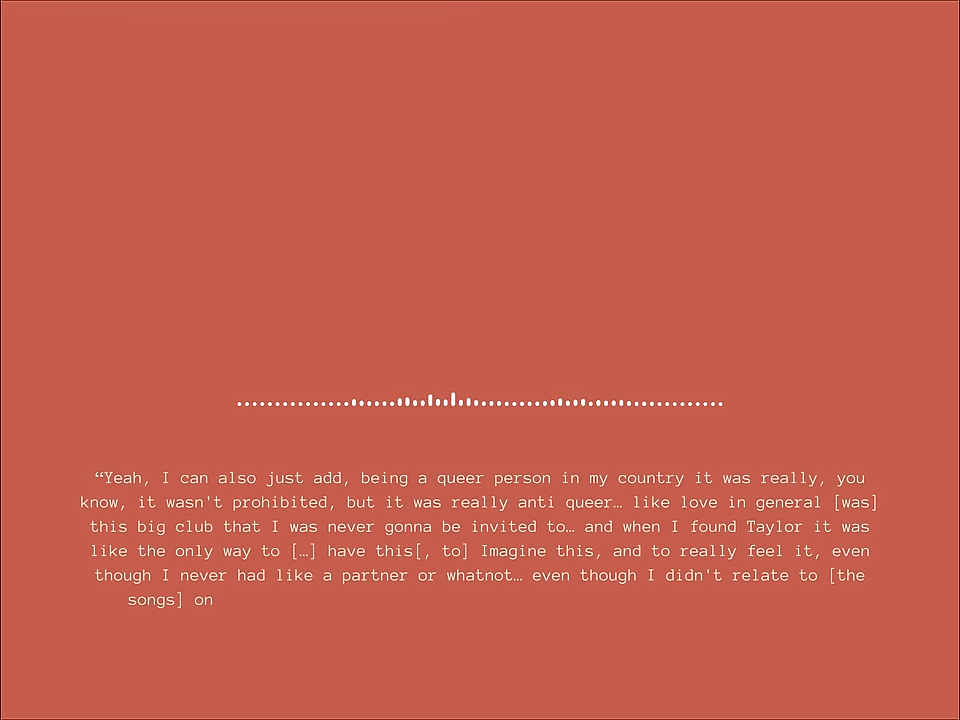 “Yeah, I can also just add, being a queer person in my country it was really, you
know, it wasn't prohibited, but it was really anti queer… like love in general [was]
this big club that I was never gonna be invited to… and when I found Taylor it was
like the only way to […] have this[, to] Imagine this, and to really feel it, even
though I never had like a partner or whatnot… even though I didn't relate to [the
songs] on